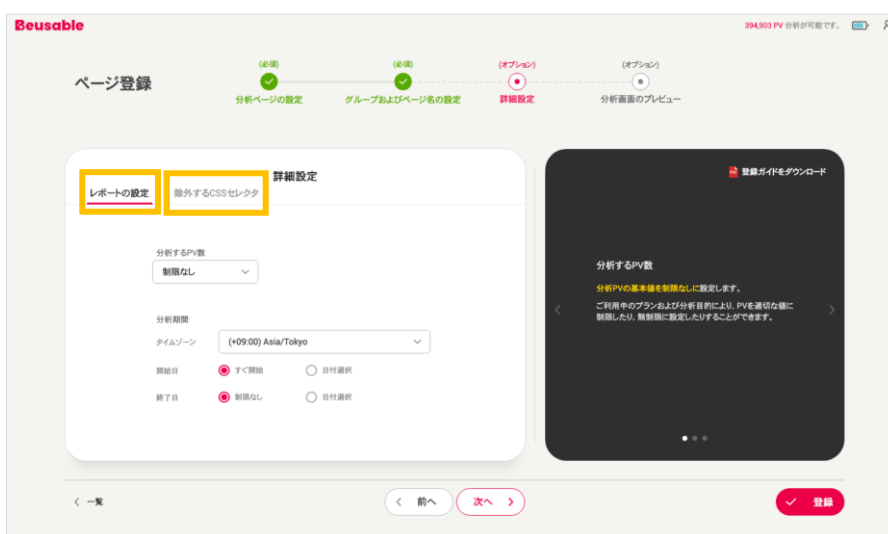 Beusable
394,903 PV 分析が可能です。
ページ登録
(必須)
分析ページの設定
(必須)
グループおよびページ名の設定
(オプション)
詳細設定
(オプション)
分析画面のプレビュー
詳細設定
レポートの設定
除外するCSSセレクタ
分析するPV数
制限なし
分析期間
タイムゾーン
(+09:00) Asia/Tokyo
開始日
すぐ開始
日付選択
終了日
制限なし
日付選択
登録ガイドをダウンロード
分析するPV数
分析PVの基本値を制限なしに設定します。
ご利用中のプランおよび分析目的により、PVを適切な値に
制限したり、無制限に設定したりすることができます。
一覧
前へ
次へ
登録